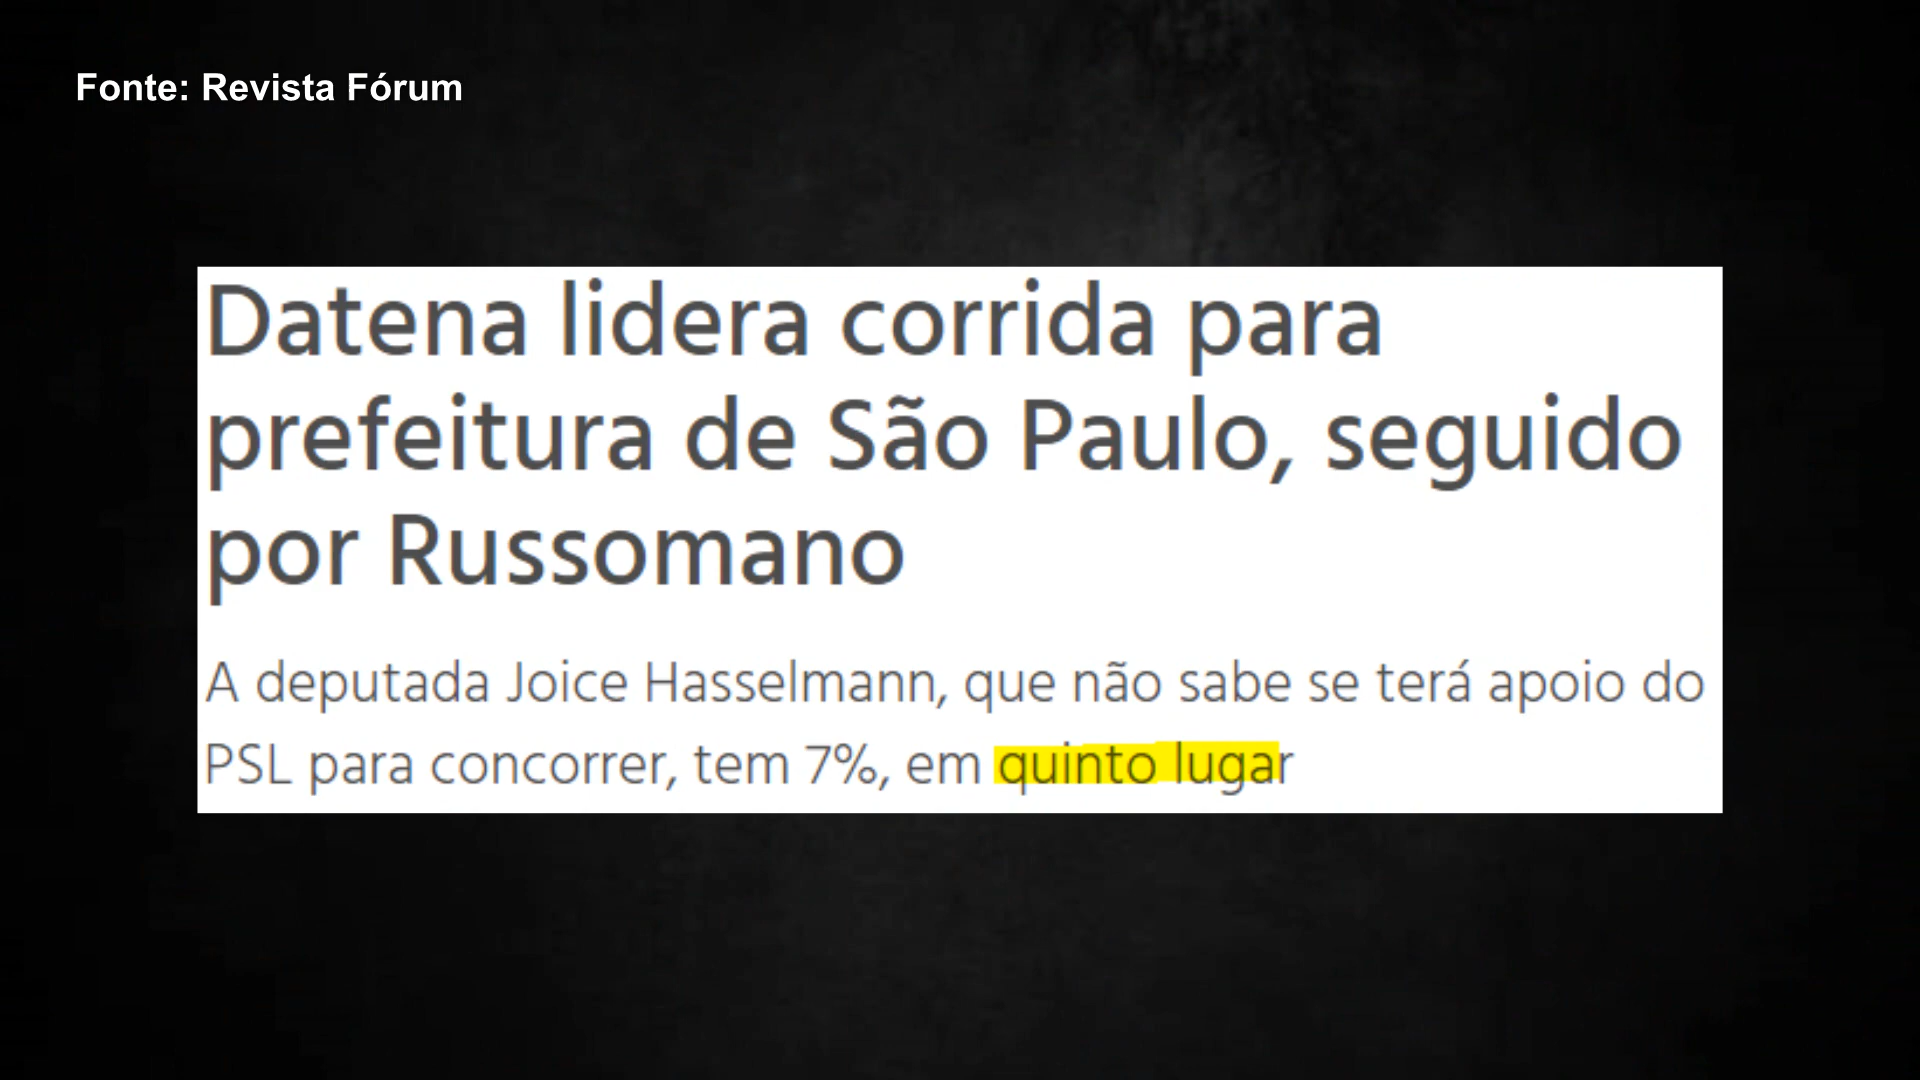 Fonte: Revista Fórum
Datena lidera corrida para
prefeitura de São Paulo, seguido
por Russomano
A deputada Joice Hasselmann, que não sabe se terá apoio do
PSL para concorrer, tem 7%, em quinto lugar